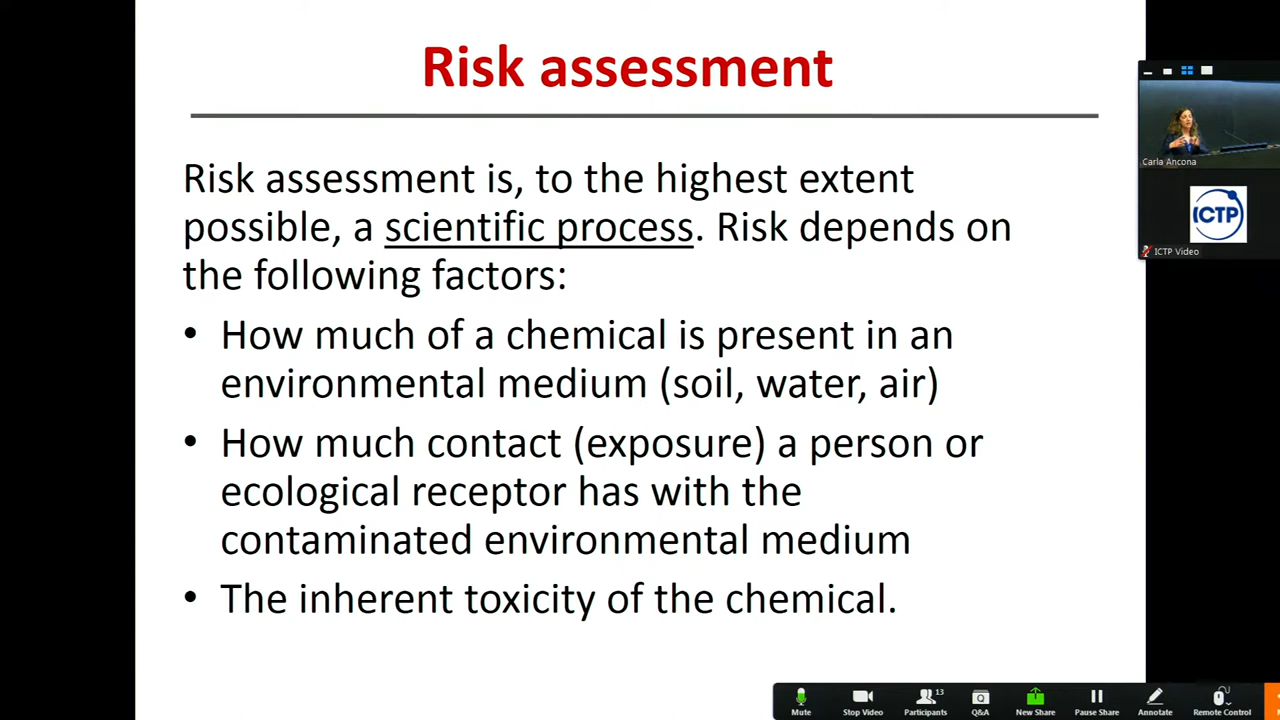 Risk assessment
Risk assessment is, to the highest extent
possible, a scientific process. Risk depends on
the following factors:
• How much of a chemical is present in an
environmental medium (soil, water, air)
• How much contact (exposure) a person or
ecological receptor has with the
contaminated environmental medium
• The inherent toxicity of the chemical.
Carla Ancona
ICTP
ICTP Video
13
Mute
Stop Video
Participants
Q&A
New Share
Pause Share
Annotate
Remote Control